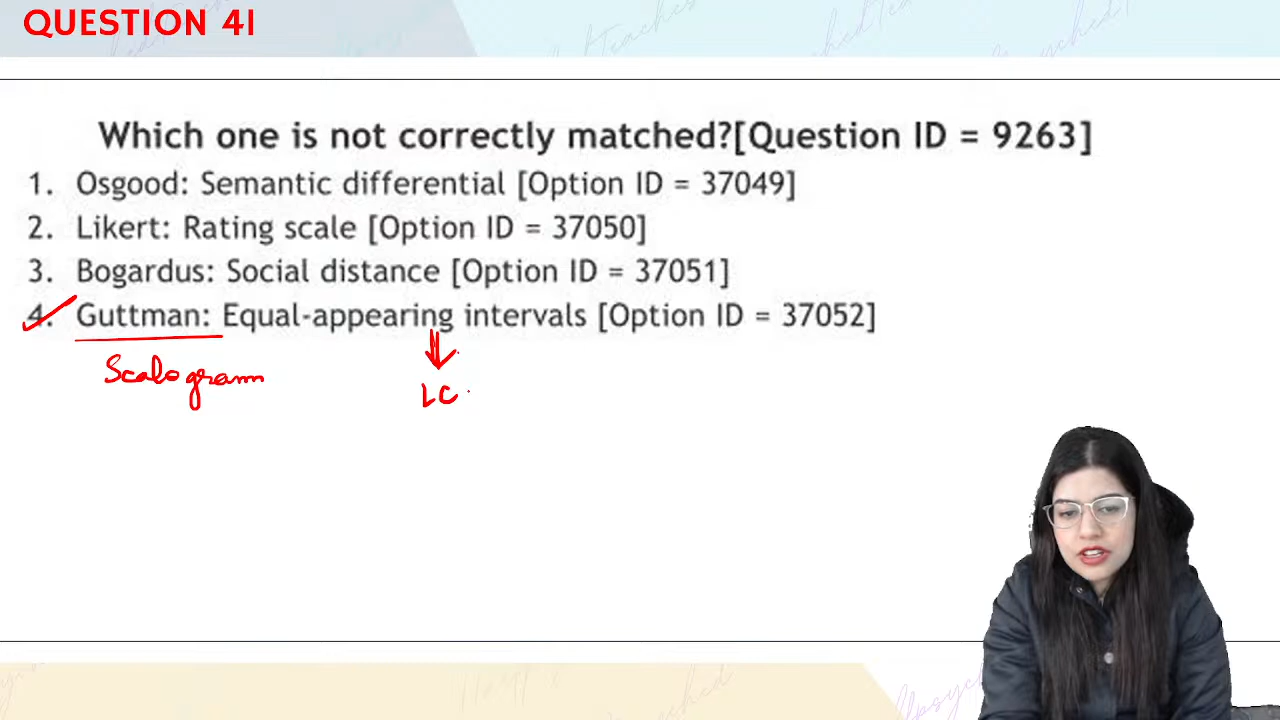 QUESTION 41
Which one is not correctly matched?[Question ID = 9263]
1. Osgood: Semantic differential [Option ID = 37049]
2. Likert: Rating scale [Option ID = 37050]
3. Bogardus: Social distance [Option ID = 37051]
4. Guttman: Equal-appearing intervals [Option ID = 37052]
Scalogram
LC